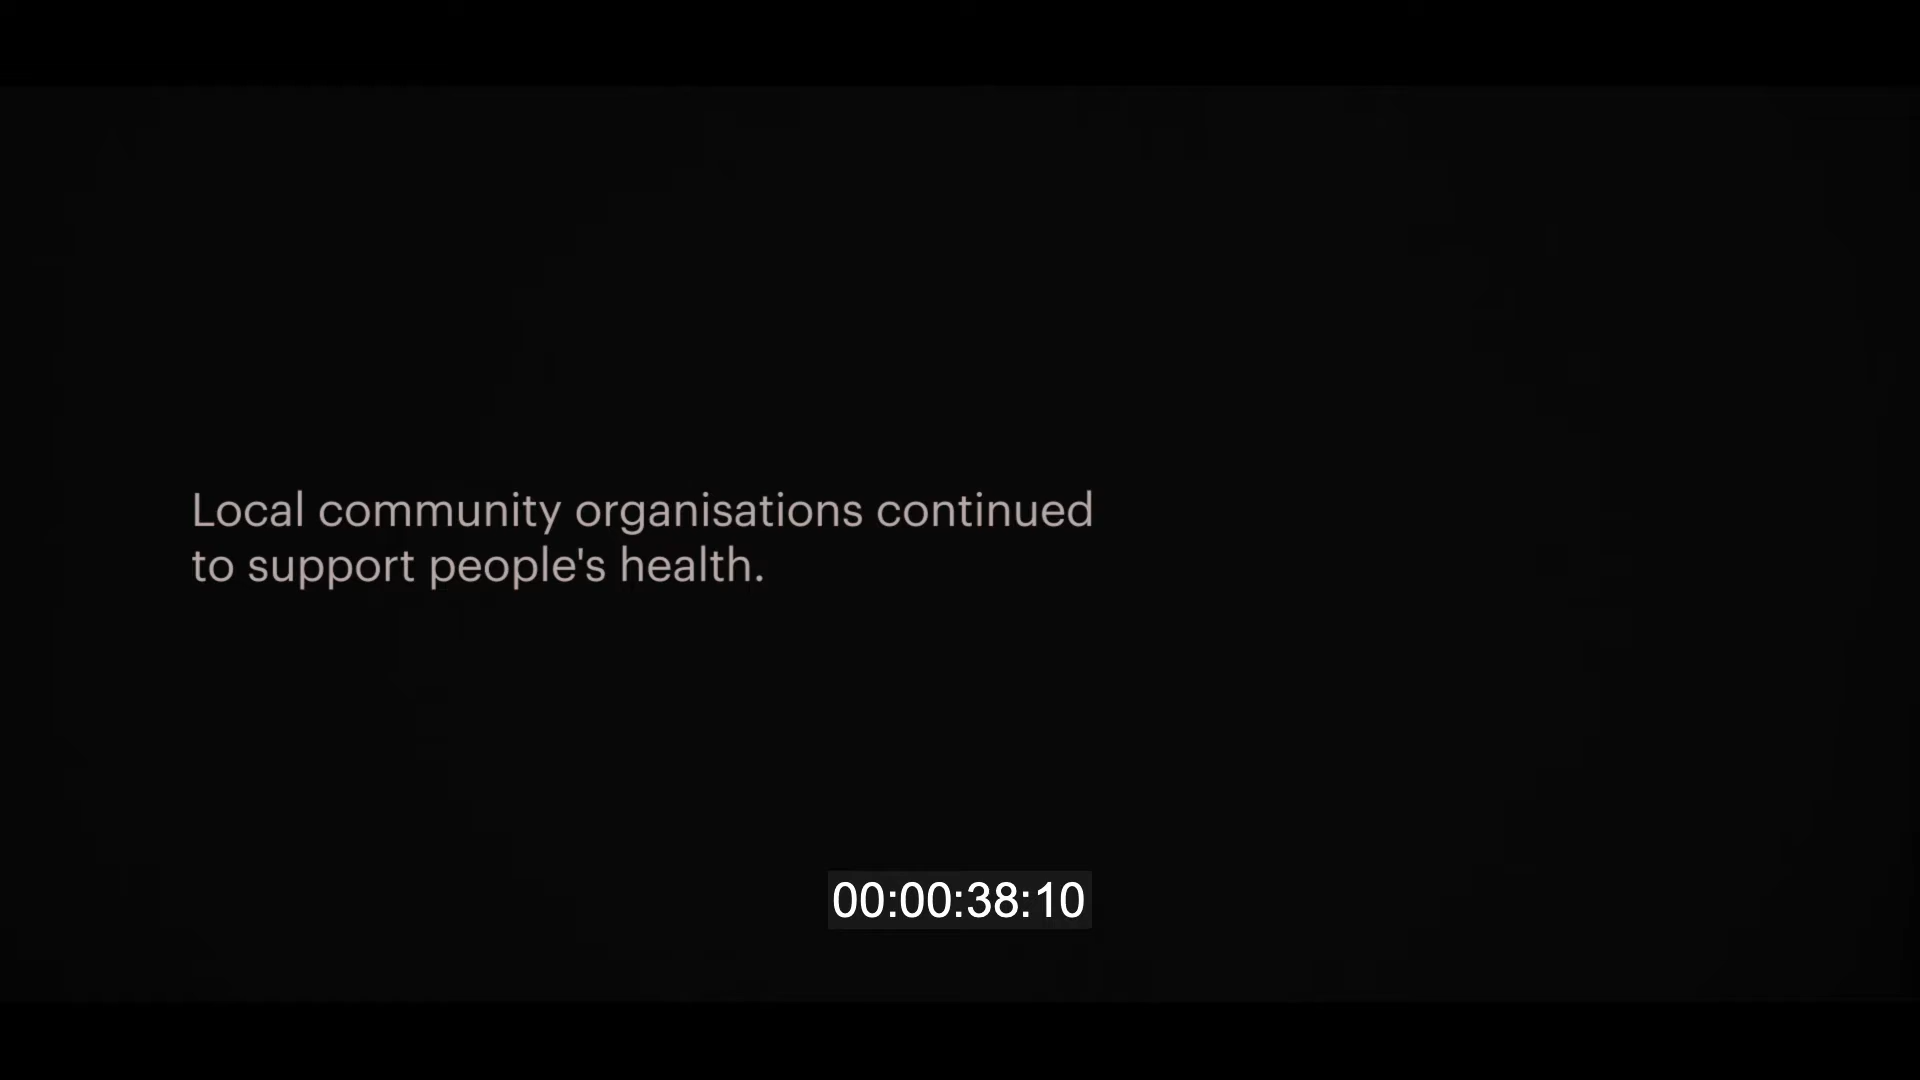 Local community organisations continued
to support people's health.
00:00:38:10